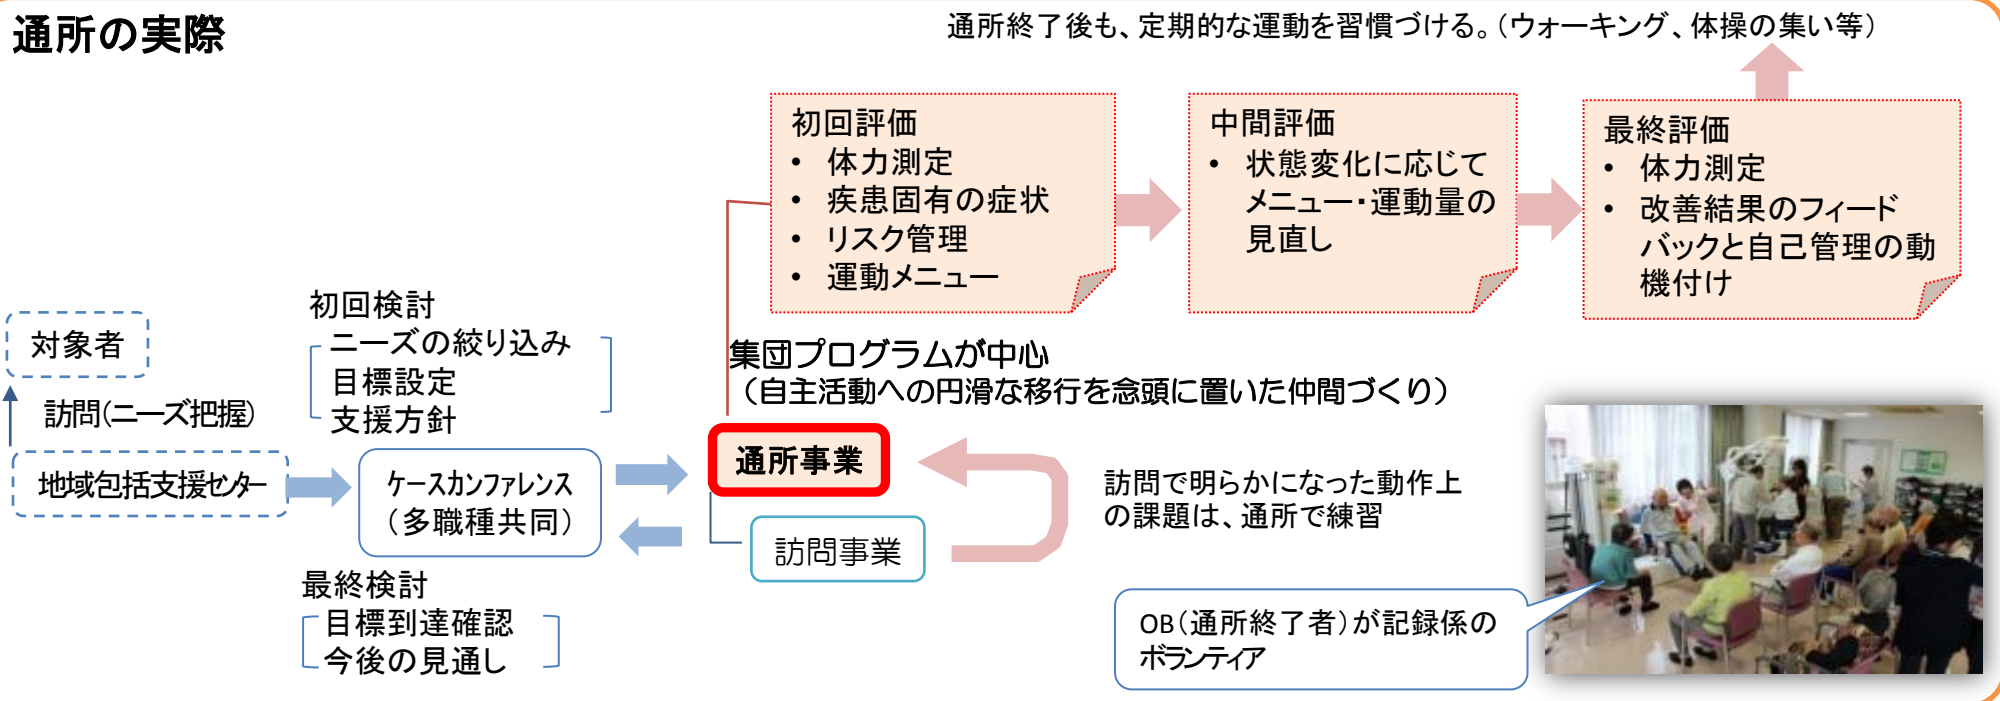 通所の実際
通所終了後も、定期的な運動を習慣づける。（ウォーキング、体操の集い等）
初回評価
• 体力測定
• 疾患固有の症状
• リスク管理
• 運動メニュー
中間評価
• 状態変化に応じて
メニュー・運動量の
見直し
最終評価
• 体力測定
• 改善結果のフィード
バックと自己管理の動
機付け
対象者
訪問(ニーズ把握)
地域包括支援センター
初回検討
ニーズの絞り込み
目標設定
支援方針
ケースカンファレンス
（多職種共同）
最終検討
目標到達確認
今後の見通し
集団プログラムが中心
（自主活動への円滑な移行を念頭に置いた仲間づくり）
通所事業
訪問事業
訪問で明らかになった動作上
の課題は、通所で練習
OB（通所終了者）が記録係の
ボランティア